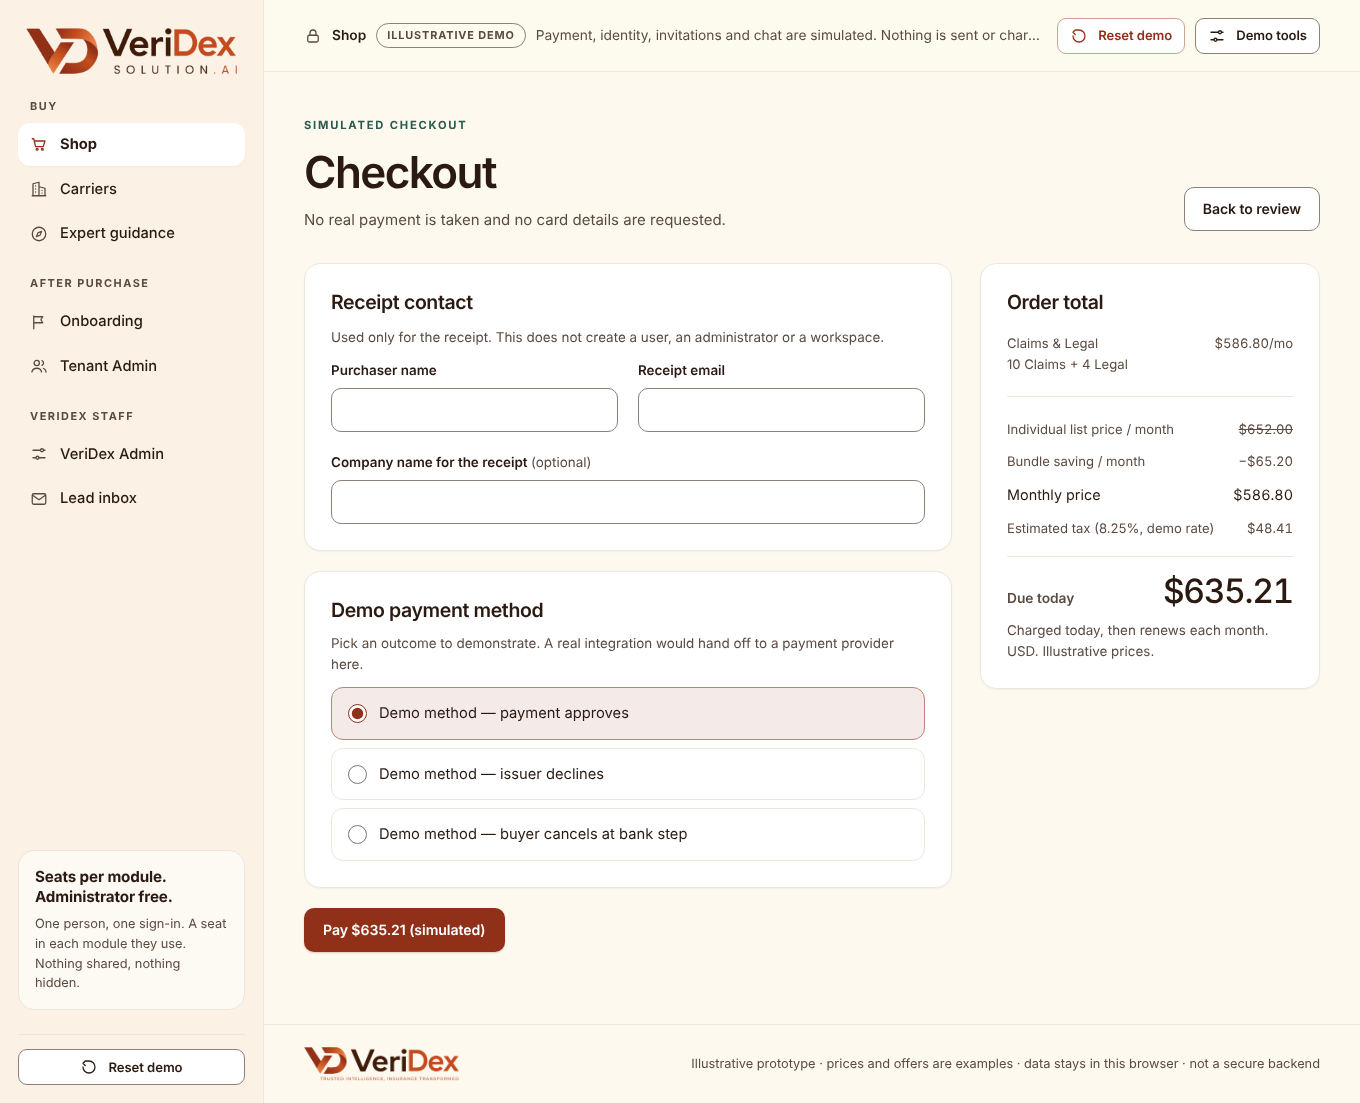 VeriDex
SOLUTION.AI
BUY
Shop
Carriers
Expert guidance
AFTER PURCHASE
Onboarding
Tenant Admin
VERIDEX STAFF
VeriDex Admin
Lead inbox
Seats per module.
Administrator free.
One person, one sign-in. A seat
in each module they use.
Nothing shared, nothing
hidden.
Reset demo
Shop
ILLUSTRATIVE DEMO
Payment, identity, invitations and chat are simulated. Nothing is sent or char...
Reset demo
Demo tools
SIMULATED CHECKOUT
Checkout
No real payment is taken and no card details are requested.
Back to review
Receipt contact
Used only for the receipt. This does not create a user, an administrator or a workspace.
Purchaser name
Receipt email
Company name for the receipt (optional)
Demo payment method
Pick an outcome to demonstrate. A real integration would hand off to a payment provider
here.
Demo method — payment approves
Demo method — issuer declines
Demo method — buyer cancels at bank step
Pay $635.21 (simulated)
Order total
Claims & Legal $586.80/mo
10 Claims + 4 Legal
Individual list price / month $652.00
Bundle saving / month −$65.20
Monthly price $586.80
Estimated tax (8.25%, demo rate) $48.41
Due today $635.21
Charged today, then renews each month.
USD. Illustrative prices.
VeriDex
TRUSTED INTELLIGENCE, INSURANCE TRANSFORMED
Illustrative prototype · prices and offers are examples · data stays in this browser · not a secure backend